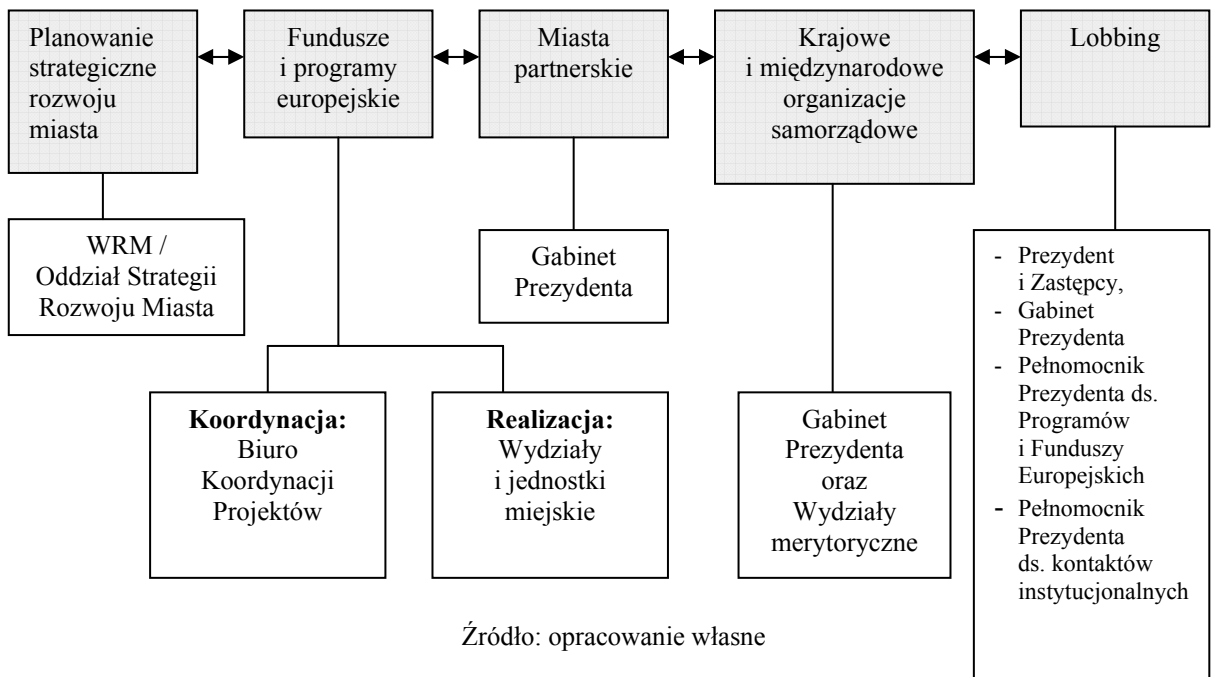 Planowanie
strategiczne
rozwoju
miasta
Fundusze
i programy
europejskie
Miasta
partnerskie
Krajowe
i międzynarodowe
organizacje
samorządowe
Lobbing
WRM /
Oddział Strategii
Rozwoju Miasta
Gabinet
Prezydenta
Koordynacja:
Biuro
Koordynacji
Projektów
Realizacja:
Wydziały
i jednostki
miejskie
Gabinet
Prezydenta
oraz
Wydziały
merytoryczne
- Prezydent
i Zastępcy,
- Gabinet
Prezydenta
- Pełnomocnik
Prezydenta ds.
Programów
i Funduszy
Europejskich
- Pełnomocnik
Prezydenta
ds. kontaktów
instytucjonalnych
Źródło: opracowanie własne